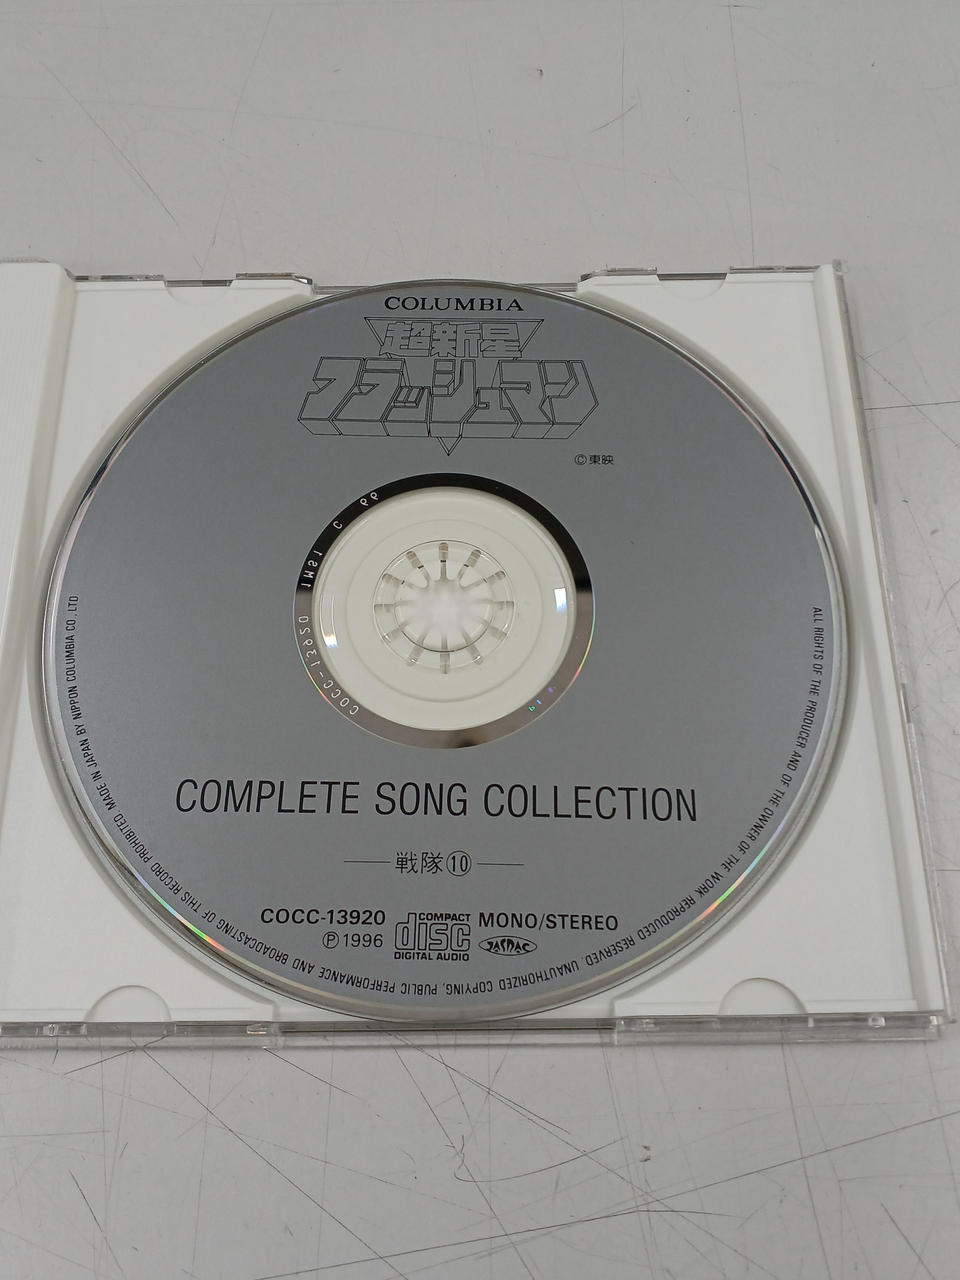 COLUMBIA
超新星
フラッシュマン
©東映
COCC-13920 1MS1 C PP
COMPLETE SONG COLLECTION
戦隊⑩
COCC-13920
Ⓟ1996
COMPACT
disc
DIGITAL AUDIO
MONO/STEREO
JASRAC
ALL RIGHTS OF THE PRODUCER AND OF THE OWNER OF THE WORK REPRODUCED RESERVED. UNAUTHORIZED COPYING, PUBLIC PERFORMANCE AND BROADCASTING OF THIS RECORD PROHIBITED. MADE IN JAPAN BY NIPPON COLUMBIA CO.,LTD